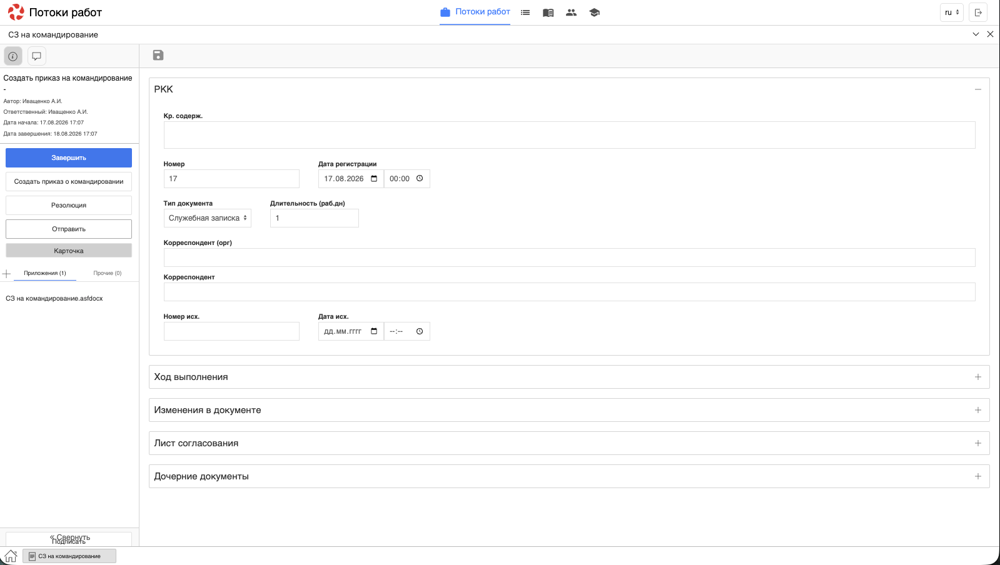 Потоки работ
Потоки работ
ru
СЗ на командирование
Создать приказ на командирование
-
Автор: Иващенко А.И.
Ответственный: Иващенко А.И.
Дата начала: 17.08.2026 17:07
Дата завершения: 18.08.2026 17:07
Завершить
Создать приказ о командировании
Резолюция
Отправить
Карточка
Приложения (1)
Прочие (0)
СЗ на командирование.asfdocx
« Свернуть
Подписать
СЗ на командирование
РКК
Кр. содерж.
Номер
Дата регистрации
17
17.08.2026
00:00
Тип документа
Длительность (раб.дн)
Служебная записка
1
Корреспондент (орг)
Корреспондент
Номер исх.
Дата исх.
дд.мм.гггг
--:--
Ход выполнения
Изменения в документе
Лист согласования
Дочерние документы